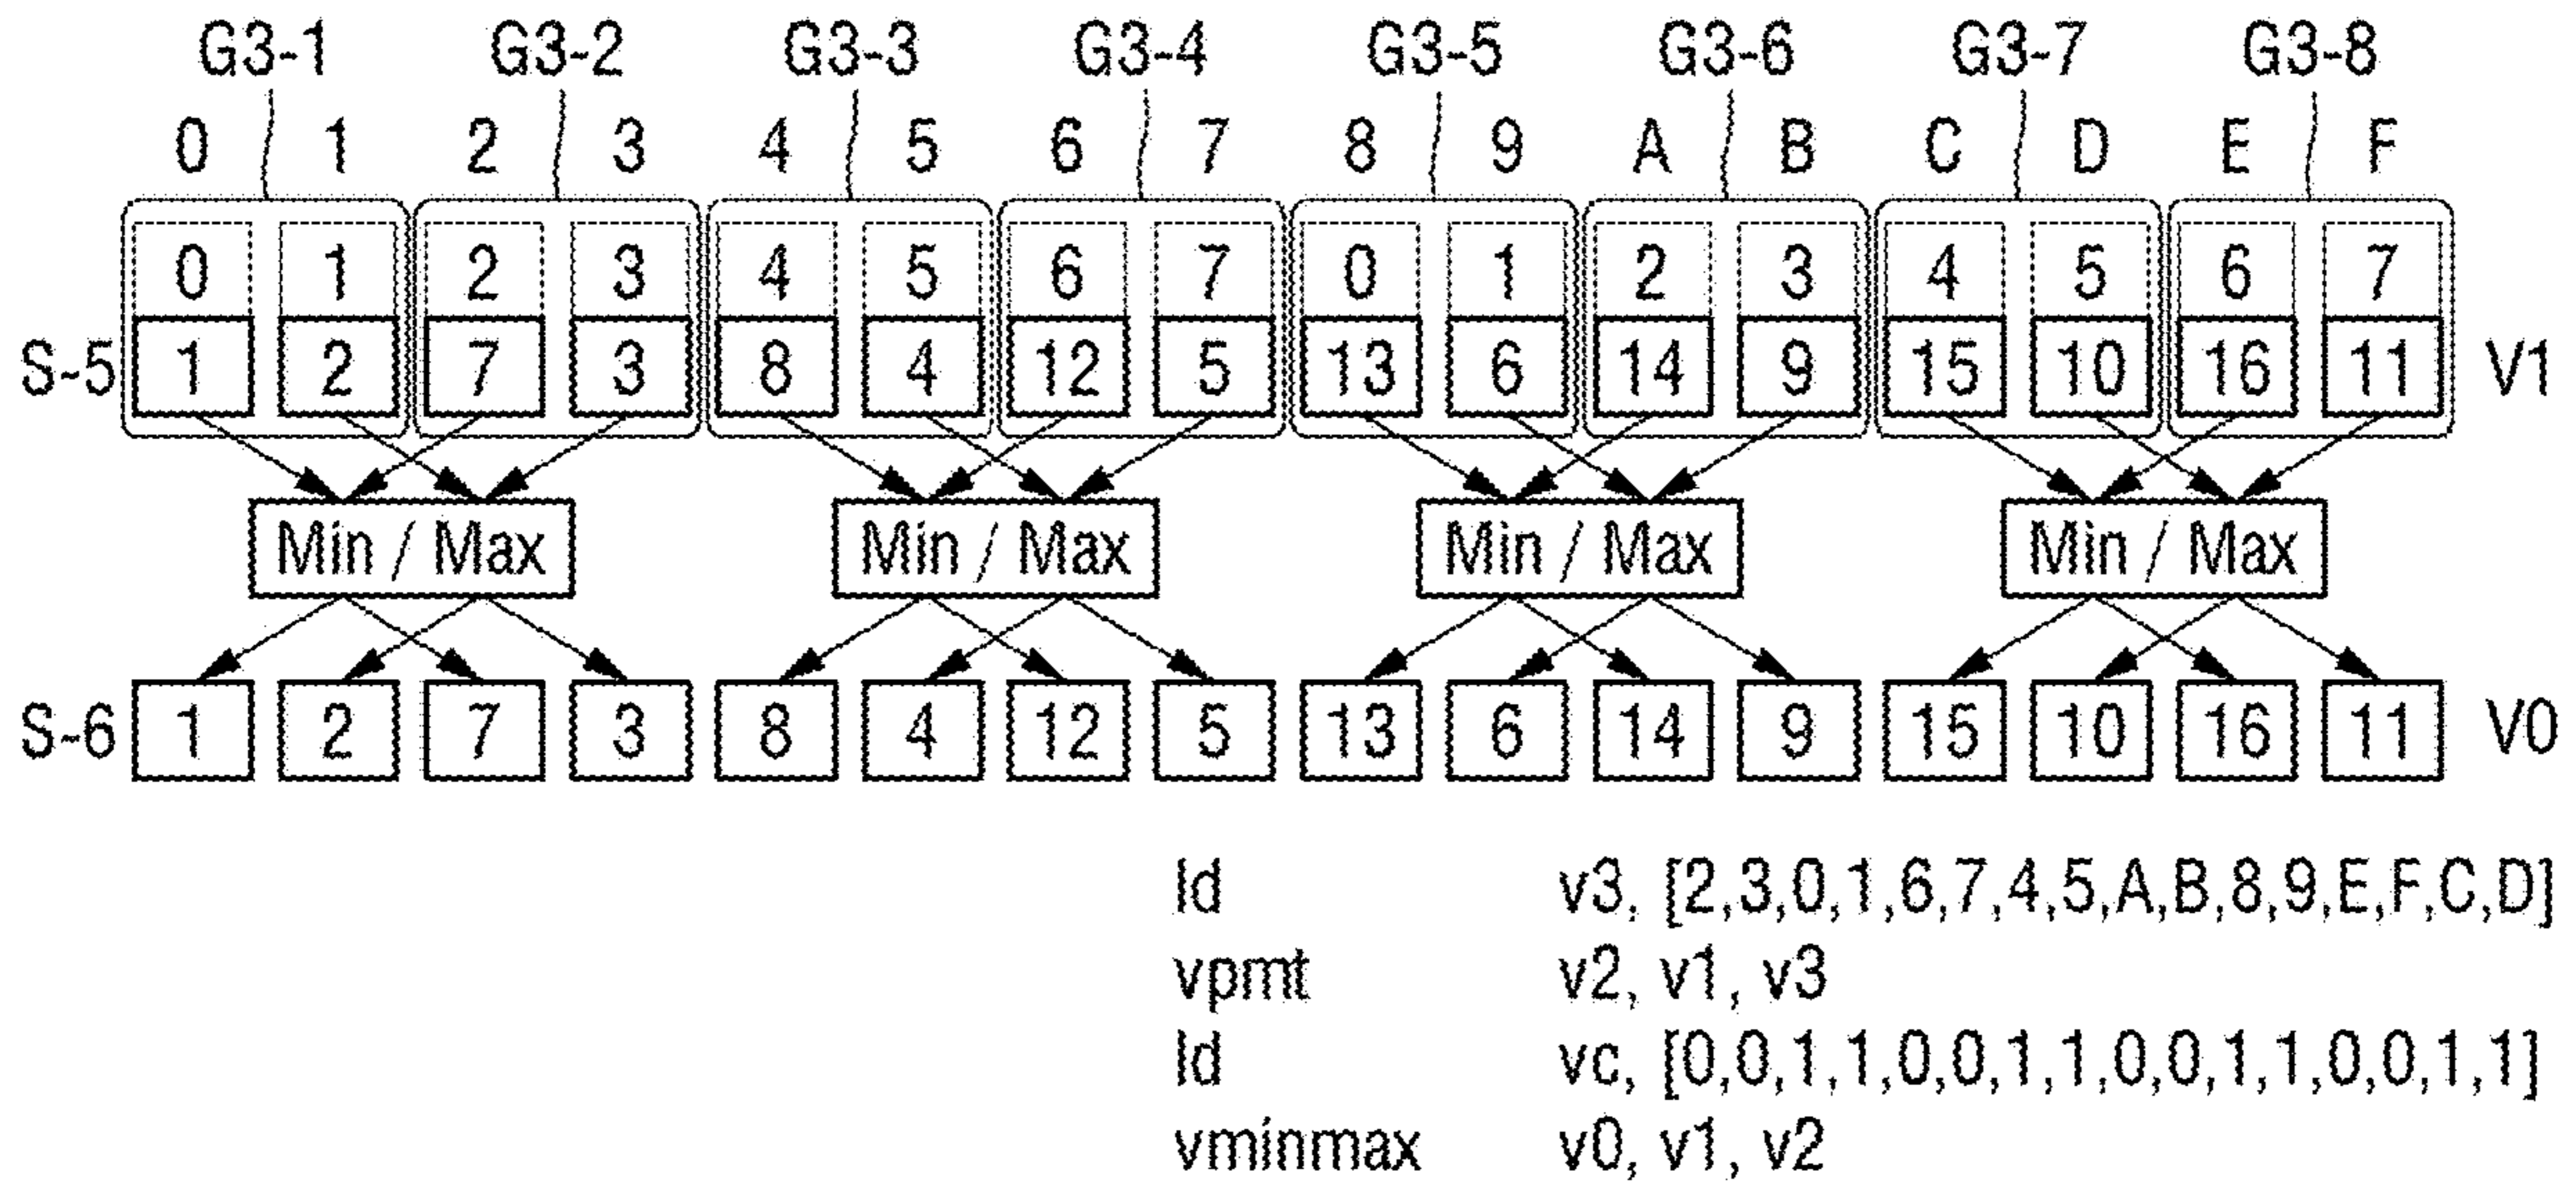 G3-1 G3-2 G3-3 G3-4 G3-5 G3-6 G3-7 G3-8
0 1 2 3 4 5 6 7 8 9 A B C D E F
0 1 2 3 4 5 6 7 0 1 2 3 4 5 6 7
S-5 1 2 7 3 8 4 12 5 13 6 14 9 15 10 16 11 V1
Min / Max Min / Max Min / Max Min / Max
S-6 1 2 7 3 8 4 12 5 13 6 14 9 15 10 16 11 V0
ld v3, [2,3,0,1,6,7,4,5,A,B,8,9,E,F,C,D]
vpmt v2, v1, v3
ld vc, [0,0,1,1,0,0,1,1,0,0,1,1,0,0,1,1]
vminmax v0, v1, v2